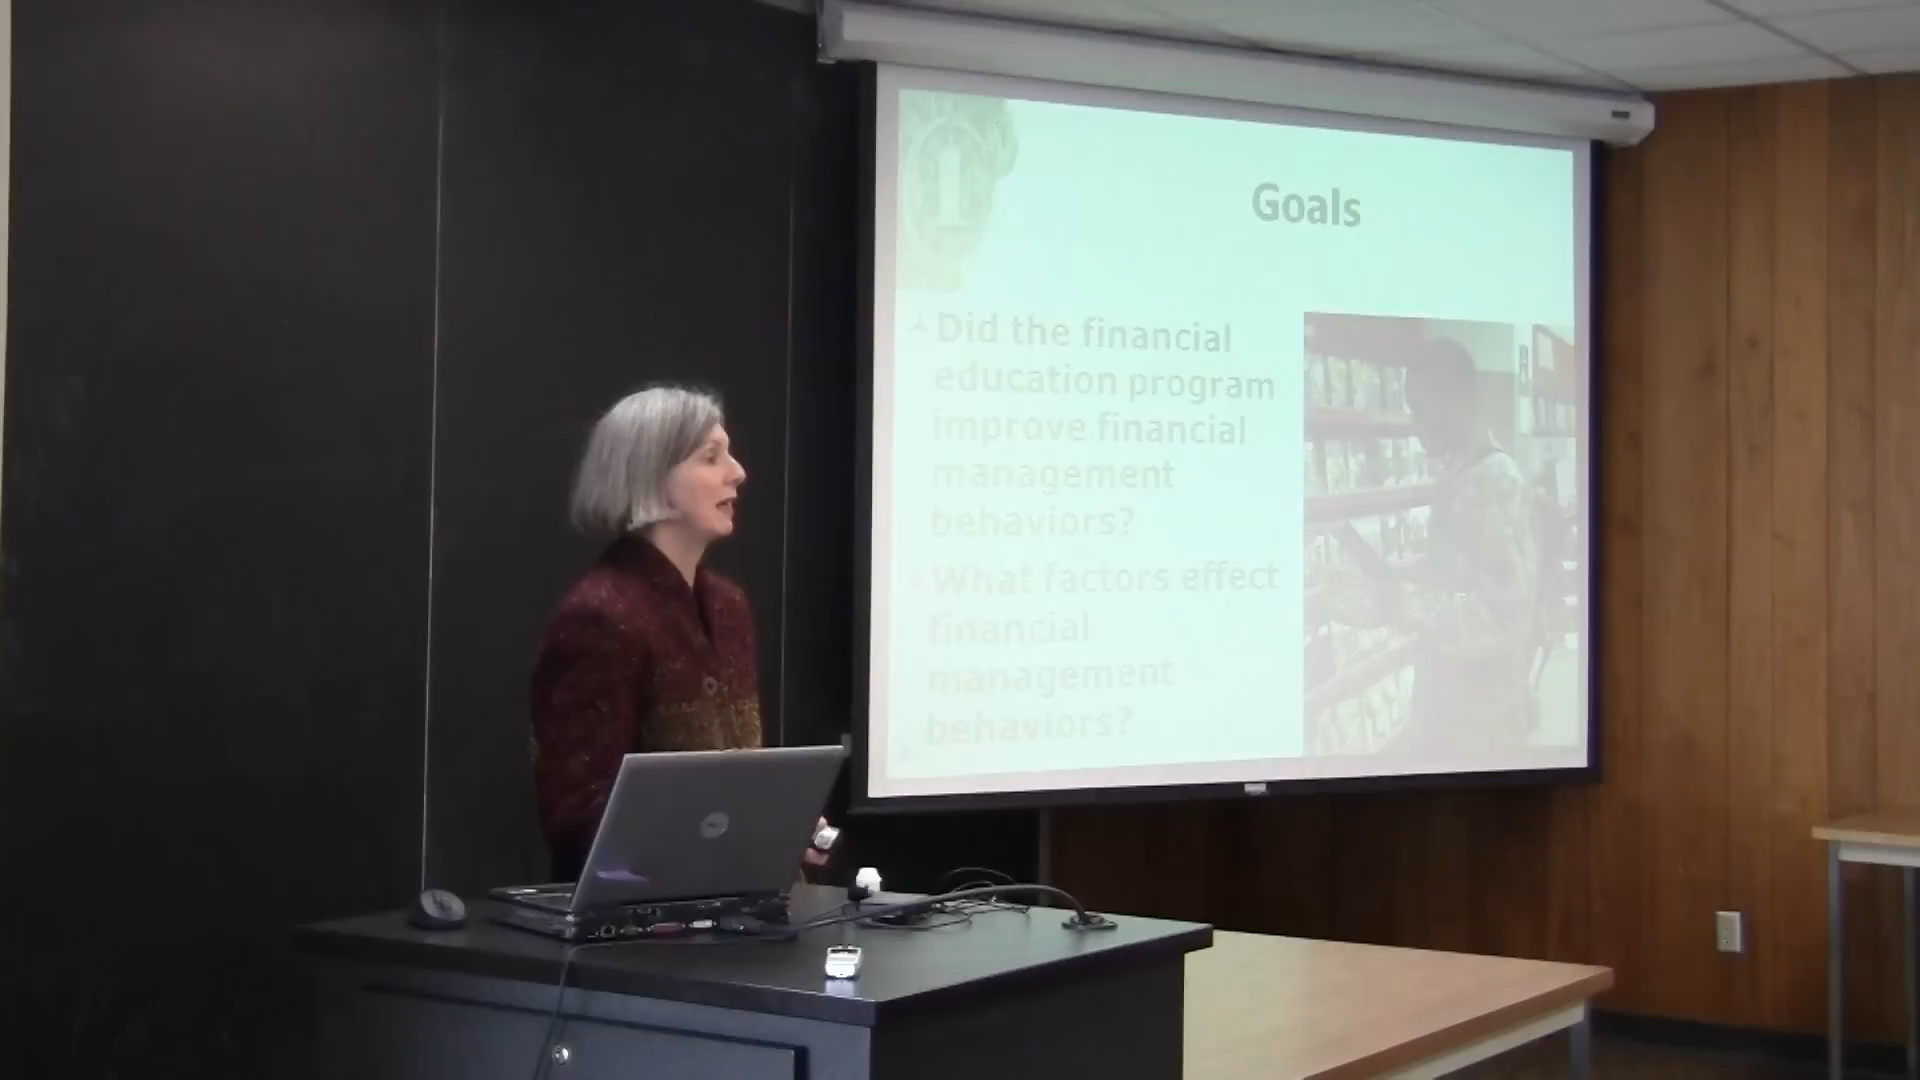 Goals
Did the financial
education program
improve financial
management
behaviors?
What factors effect
financial
management
behaviors?